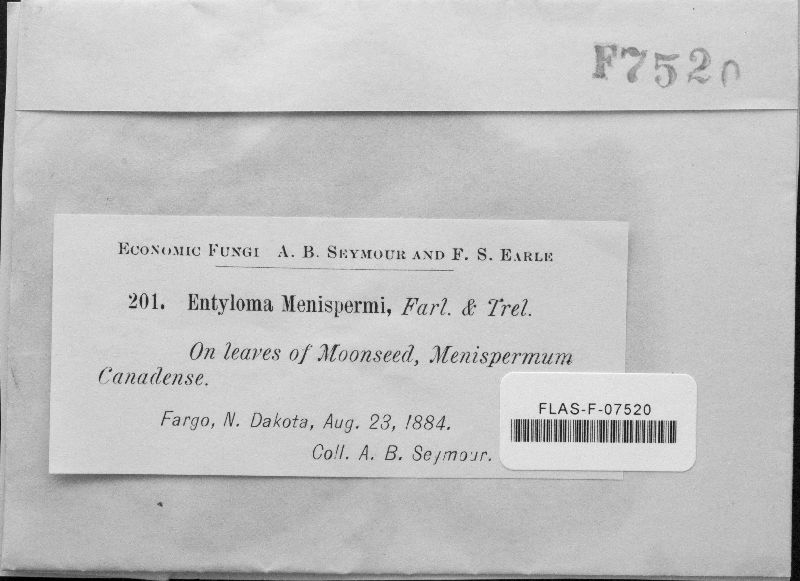 F7520
ECONOMIC FUNGI A. B. SEYMOUR AND F. S. EARLE
201. Entyloma Menispermi, Farl. & Trel.
On leaves of Moonseed, Menispermum
Canadense.
Fargo, N. Dakota, Aug. 23, 1884.
Coll. A. B. Seymour.
FLAS-F-07520